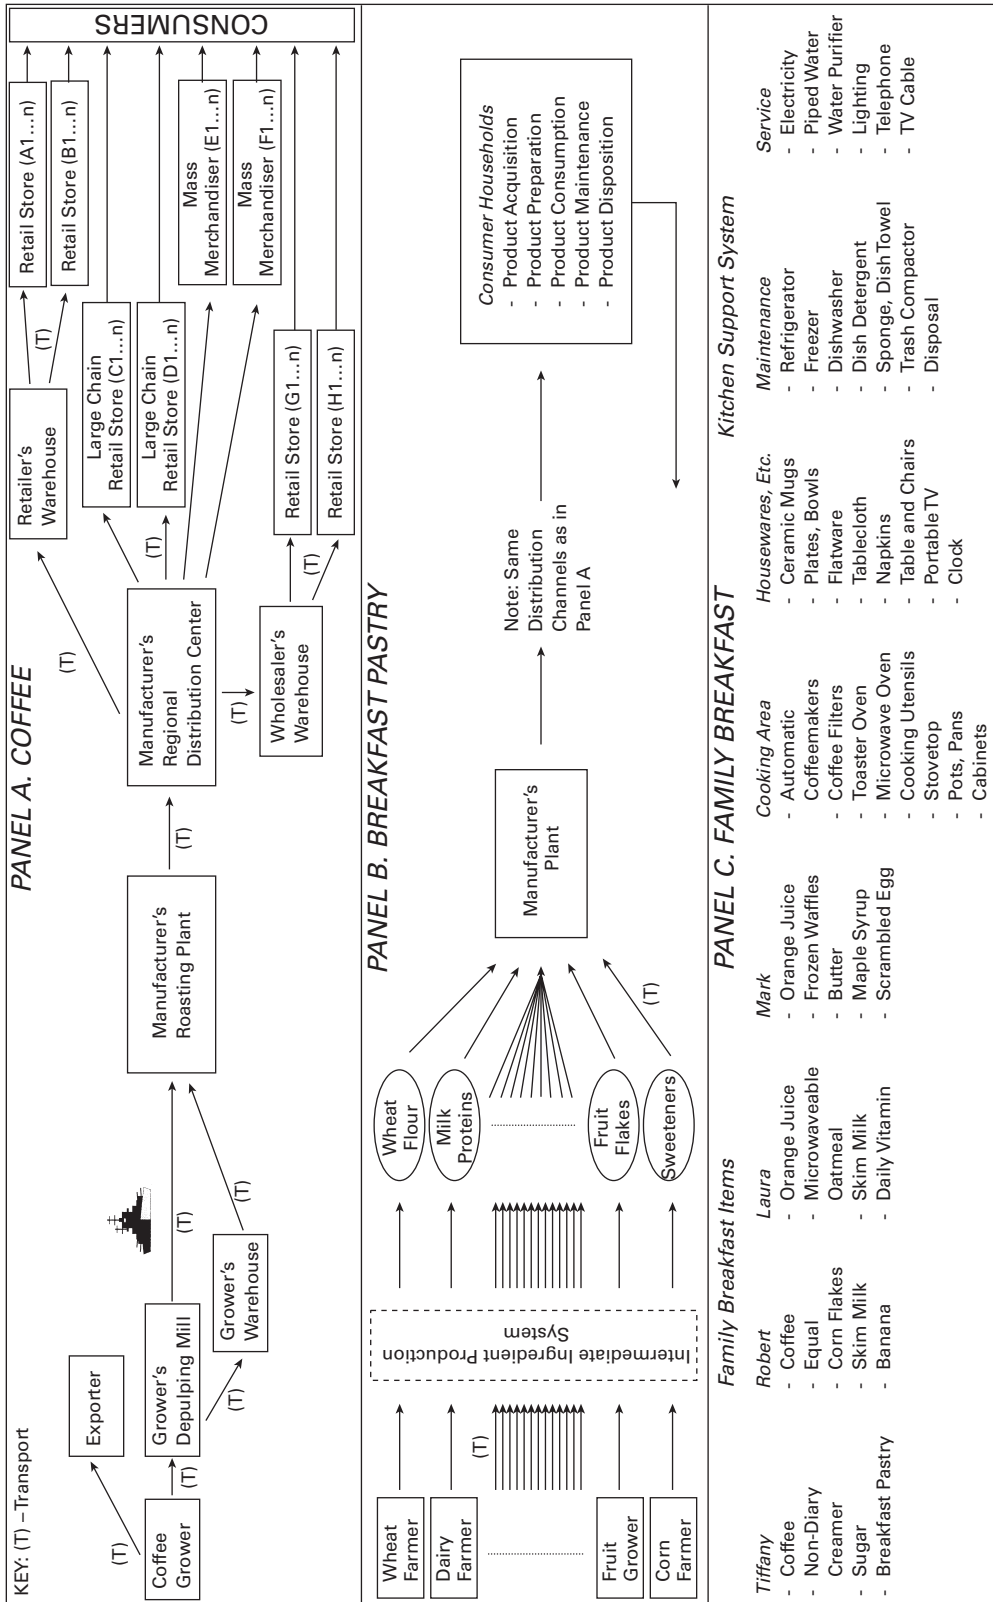 PANEL A. COFFEE
KEY: (T) – Transport
Coffee
Grower
(T)
Exporter
(T)
Grower's
Depulping Mill
(T)
Grower's
Warehouse
(T)
(T)
Manufacturer's
Roasting Plant
(T)
Manufacturer's
Regional
Distribution Center
(T)
Retailer's
Warehouse
(T)
Retail Store (A1...n)
Retail Store (B1...n)
Large Chain
Retail Store (C1...n)
(T)
Large Chain
Retail Store (D1...n)
Mass
Merchandiser (E1...n)
Mass
Merchandiser (F1...n)
(T)
Wholesaler's
Warehouse
(T)
Retail Store (G1...n)
Retail Store (H1...n)
CONSUMERS
PANEL B. BREAKFAST PASTRY
Wheat
Farmer
Dairy
Farmer
Fruit
Grower
Corn
Farmer
(T)
Intermediate Ingredient Production
System
Wheat
Flour
Milk
Proteins
Fruit
Flakes
Sweeteners
(T)
Manufacturer's
Plant
Note: Same
Distribution
Channels as in
Panel A
Consumer Households
- Product Acquisition
- Product Preparation
- Product Consumption
- Product Maintenance
- Product Disposition
PANEL C. FAMILY BREAKFAST
Family Breakfast Items
Tiffany
- Coffee
- Non-Diary
Creamer
- Sugar
- Breakfast Pastry
Robert
- Coffee
- Equal
- Corn Flakes
- Skim Milk
- Banana
Laura
- Orange Juice
- Microwaveable
Oatmeal
- Skim Milk
- Daily Vitamin
Mark
- Orange Juice
- Frozen Waffles
- Butter
- Maple Syrup
- Scrambled Egg
Kitchen Support System
Cooking Area
- Automatic
- Coffeemakers
- Coffee Filters
- Toaster Oven
- Microwave Oven
- Cooking Utensils
- Stovetop
- Pots, Pans
- Cabinets
Housewares, Etc.
- Ceramic Mugs
- Plates, Bowls
- Flatware
- Tablecloth
- Napkins
- Table and Chairs
- Portable TV
- Clock
Maintenance
- Refrigerator
- Freezer
- Dishwasher
- Dish Detergent
- Sponge, Dish Towel
- Trash Compactor
- Disposal
Service
- Electricity
- Piped Water
- Water Purifier
- Lighting
- Telephone
- TV Cable